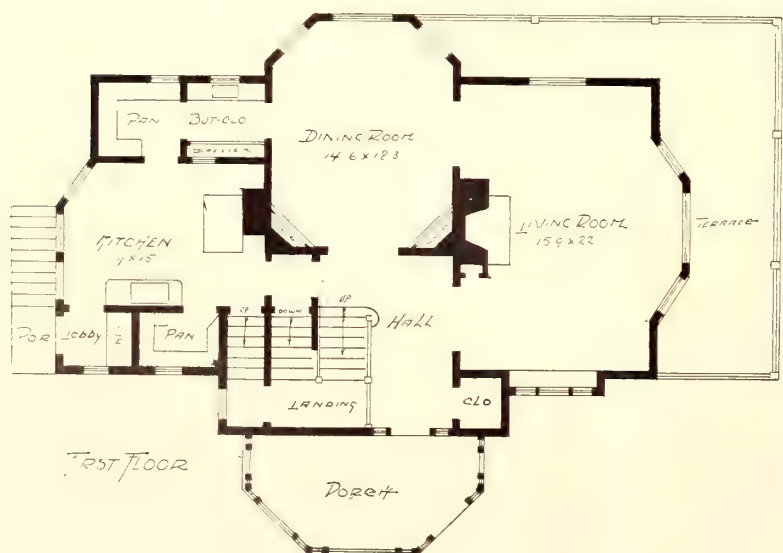 PAN
BUT-CLO
DRESSER
DINING ROOM
14 6 x 18 3
LIVING ROOM
15 9 x 22
TERRACE
KITCHEN
x 15
UP
DOWN
UP
HALL
POR
Lobby
PAN
LANDING
CLO
FIRST FLOOR
PORCH